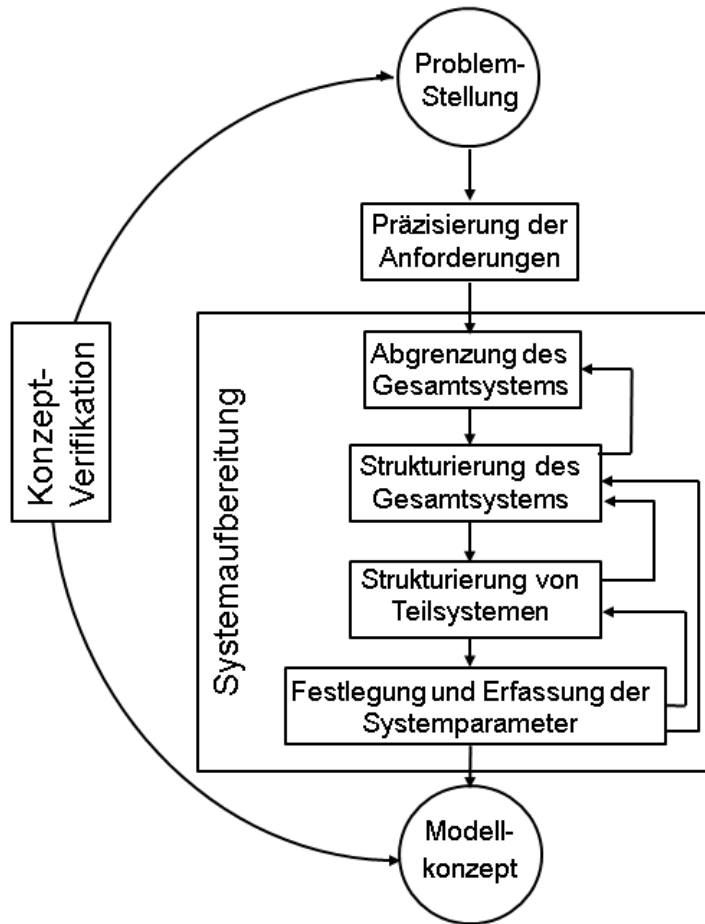 Problem-
Stellung
Präzisierung der
Anforderungen
Abgrenzung des
Gesamtsystems
Strukturierung des
Gesamtsystems
Strukturierung von
Teilsystemen
Festlegung und Erfassung der
Systemparameter
Modell-
konzept
Systemaufbereitung
Konzept-
Verifikation